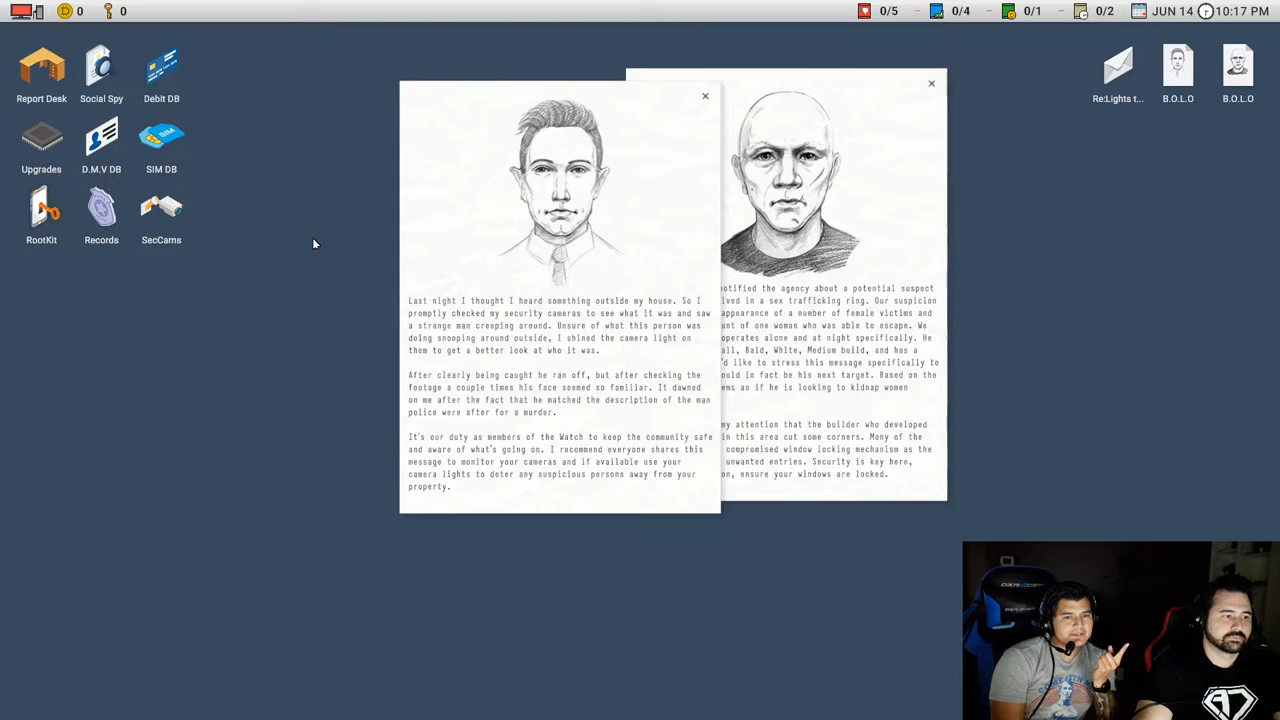 0
0
0/5
0/4
0/1
0/2
JUN 14
10:17 PM
Report Desk
Social Spy
Debit DB
Upgrades
D.M.V DB
SIM DB
RootKit
Records
SecCams
Re:Lights t...
B.O.L.O
B.O.L.O
Last night I thought I heard something outside my house. So I
promptly checked my security cameras to see what it was and saw
a strange man creeping around. Unsure of what this person was
doing snooping around outside, I shined the camera light on
them to get a better look at who it was.
After clearly being caught he ran off, but after checking the
footage a couple times his face seemed so familiar. It dawned
on me after the fact that he matched the description of the man
police were after for a murder.
It's our duty as members of the Watch to keep the community safe
and aware of what's going on. I recommend everyone shares this
message to monitor your cameras and if available use your
camera lights to deter any suspicious persons away from your
property.
notified the agency about a potential suspect
lved in a sex trafficking ring. Our suspicion
appearance of a number of female victims and
unt of one woman who was able to escape. We
operates alone and at night specifically. He
all, Bald, White, Medium build, and has a
'd like to stress this message specifically to
ould in fact be his next target. Based on the
ems as if he is looking to kidnap women
my attention that the builder who developed
in this area cut some corners. Many of the
compromised window locking mechanism as the
unwanted entries. Security is key here,
on, ensure your windows are locked.